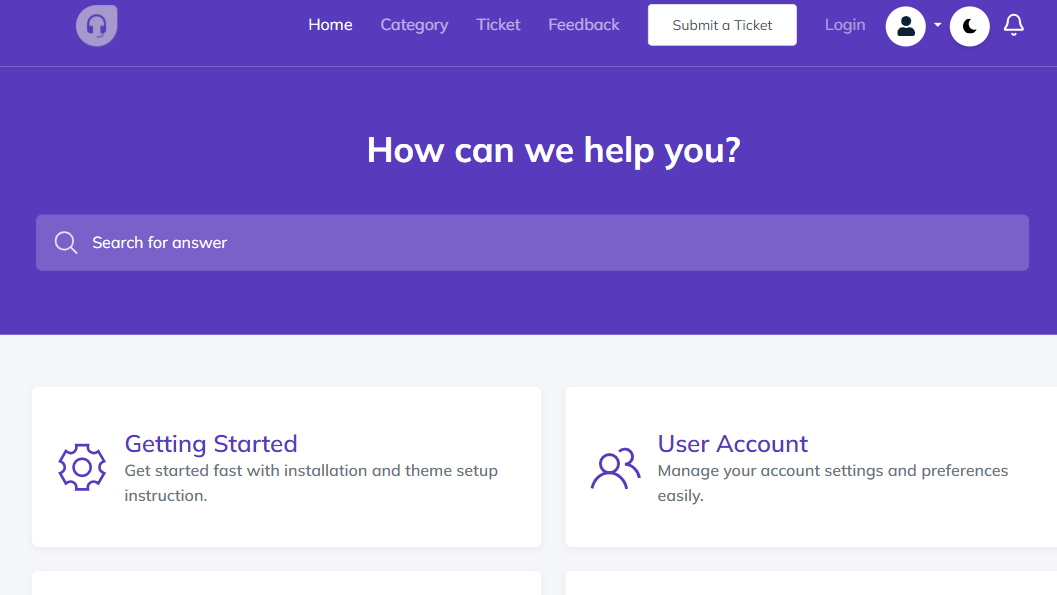 Home Category Ticket Feedback Submit a Ticket Login
How can we help you?
Search for answer
Getting Started
Get started fast with installation and theme setup
instruction.
User Account
Manage your account settings and preferences
easily.